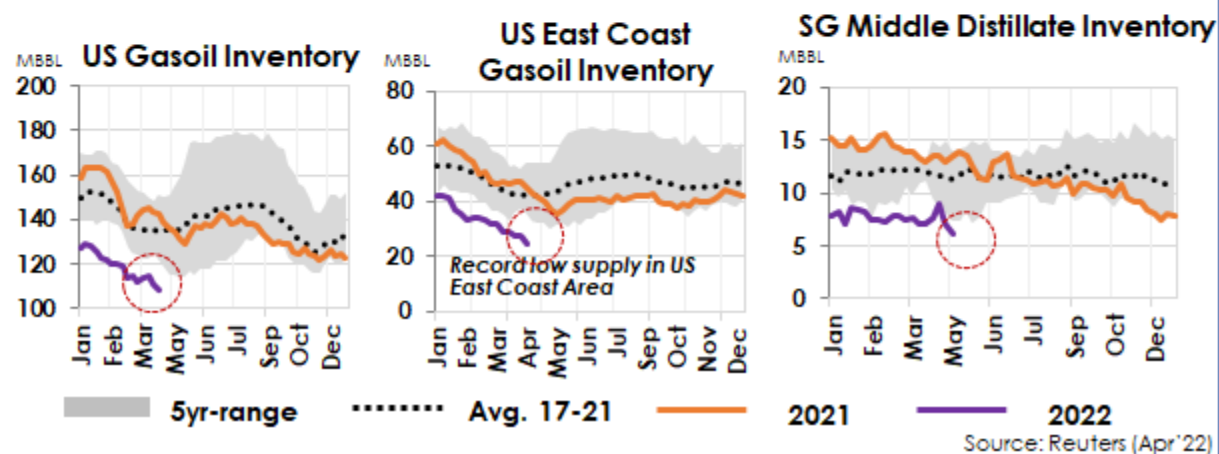 US Gasoil Inventory
MBBL
200
180
160
140
120
100
Jan
Feb
Mar
May
Jun
Jul
Sep
Oct
Dec
US East Coast
Gasoil Inventory
MBBL
80
60
40
20
0
Record low supply in US
East Coast Area
Jan
Feb
Mar
Apr
May
Jun
Jul
Aug
Sep
Oct
Nov
Dec
SG Middle Distillate Inventory
MBBL
20
15
10
5
0
Jan
Feb
Mar
May
Jun
Jul
Sep
Oct
Dec
5yr-range
Avg. 17-21
2021
2022
Source: Reuters (Apr'22)